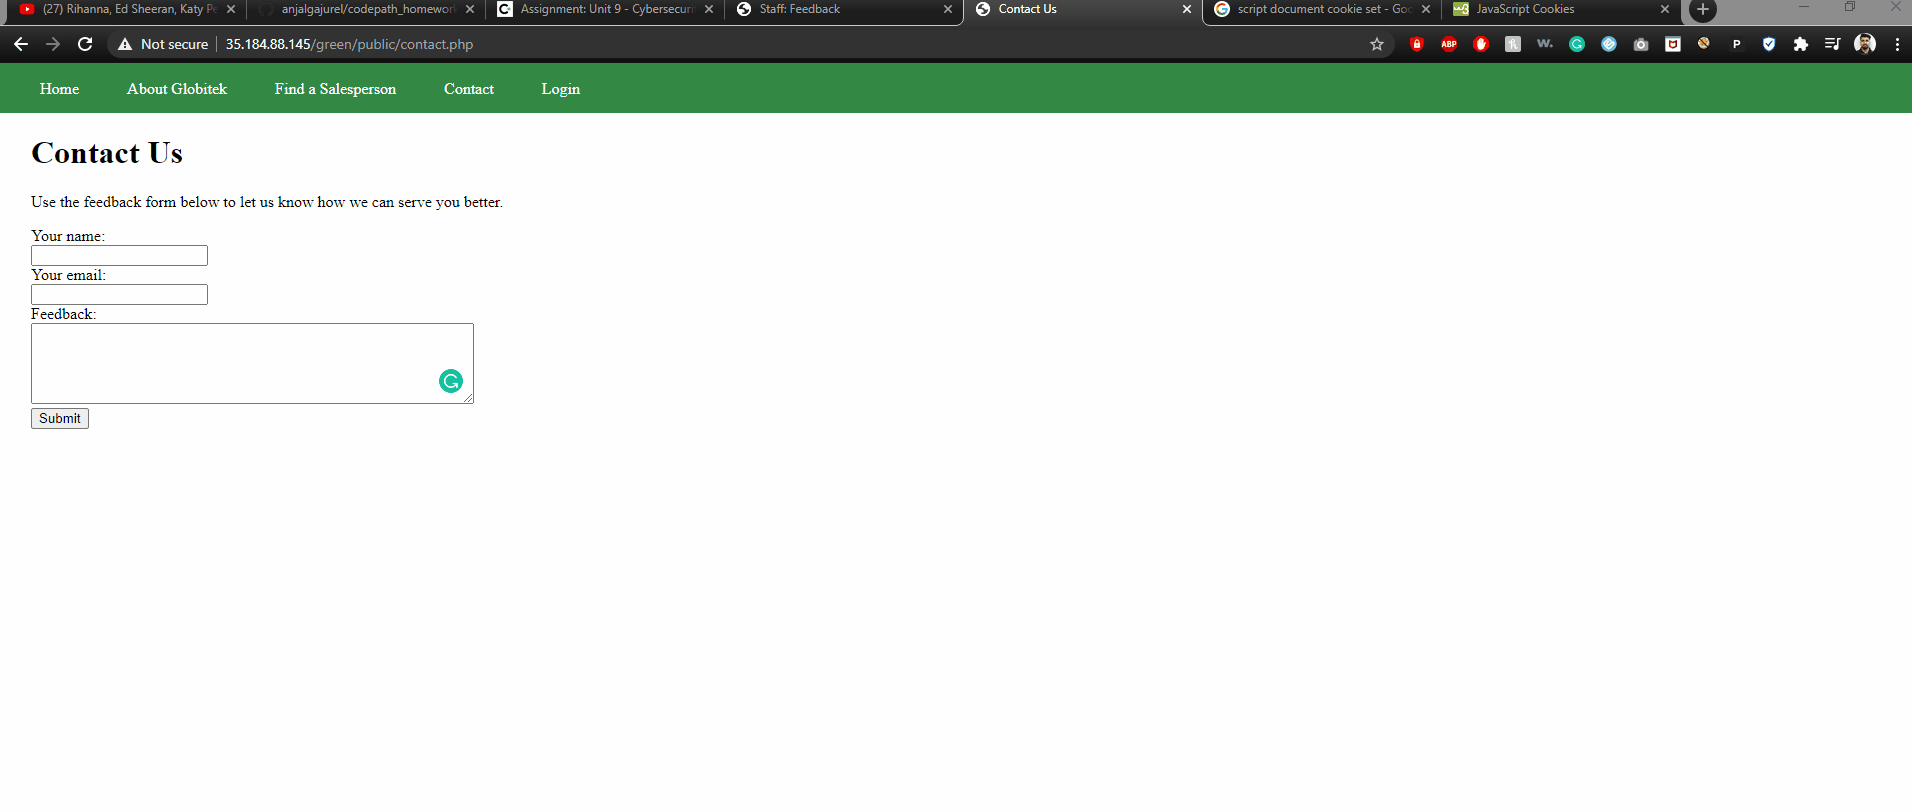 (27) Rihanna, Ed Sheeran, Katy Pe
anjalgajurel/codepath_homework
Assignment: Unit 9 - Cybersecuri
Staff: Feedback
Contact Us
script document cookie set - Goo
JavaScript Cookies
Not secure
35.184.88.145/green/public/contact.php
ABP
Home
About Globitek
Find a Salesperson
Contact
Login
Contact Us
Use the feedback form below to let us know how we can serve you better.
Your name:
Your email:
Feedback:
Submit